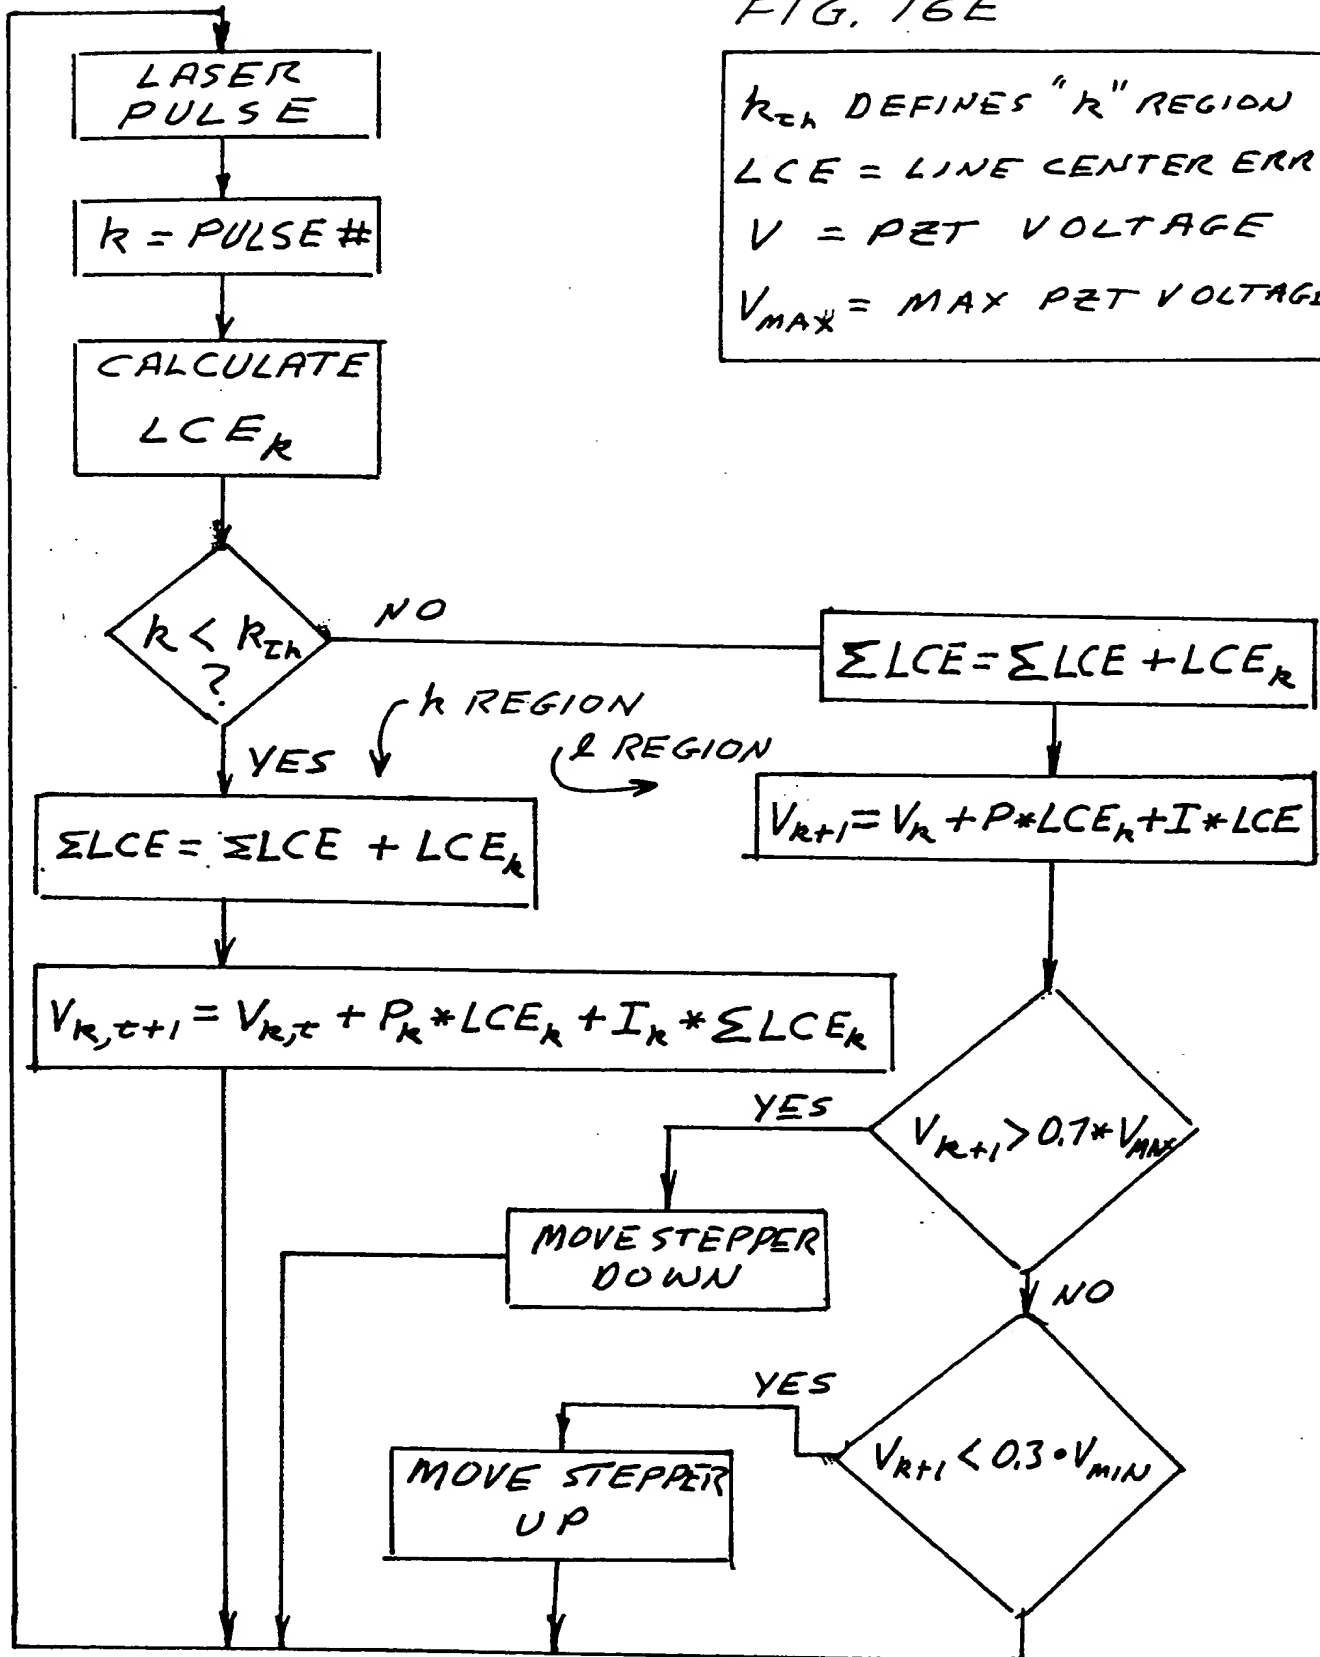 FIG. 16E
k_th DEFINES "k" REGION
LCE = LINE CENTER ERR
V = PZT VOLTAGE
V_MAX = MAX PZT VOLTAGE
LASER
PULSE
k = PULSE #
CALCULATE
LCE_k
k < k_th
?
NO
YES
k REGION
l REGION
ΣLCE = ΣLCE + LCE_k
V_k,t+1 = V_k,t + P_k * LCE_k + I_k * ΣLCE_k
ΣLCE = ΣLCE + LCE_k
V_k+1 = V_k + P*LCE_k + I*LCE
V_k+1 > 0.7* V_MAX
YES
MOVE STEPPER
DOWN
NO
V_k+1 < 0.3 • V_MIN
YES
MOVE STEPPER
UP